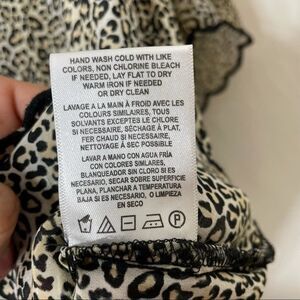 HAND WASH COLD WITH LIKE
COLORS, NON CHLORINE BLEACH
IF NEEDED, LAY FLAT TO DRY
WARM IRON IF NEEDED
OR DRY CLEAN
LAVAGE A LA MAIN À FROID AVEC LES
COULOURS SIMILAIRES, TOUS
SOLVANTS EXCEPTES LE CHLORE
SI NECESSAIRE, SÉCHAGE À PLAT,
FER CHAUD SI NECESSAIRE,
NETTOYAGE À SEC POSSIBLE
LAVAR A MANO CON AGUA FRÍA
CON COLORES SIMILARES,
BLANQUEADOR SIN CLORO SI ES
NECESARIO, SECAR SOBRE SUPERFICIE
PLANA, PLANCHAR A TEMPERATURA
BAJA SI ES NECESARIO, O LIMPIEZA
EN SECO
P